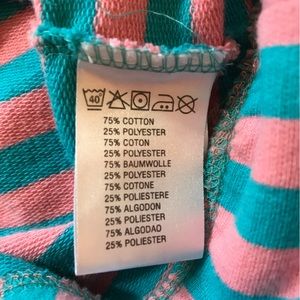 40
75% COTTON
25% POLYESTER
75% COTON
25% POLYESTER
75% BAUMWOLLE
25% POLYESTER
75% COTONE
25% POLIESTERE
75% ALGODON
25% POLIESTER
75% ALGODAO
25% POLIESTER